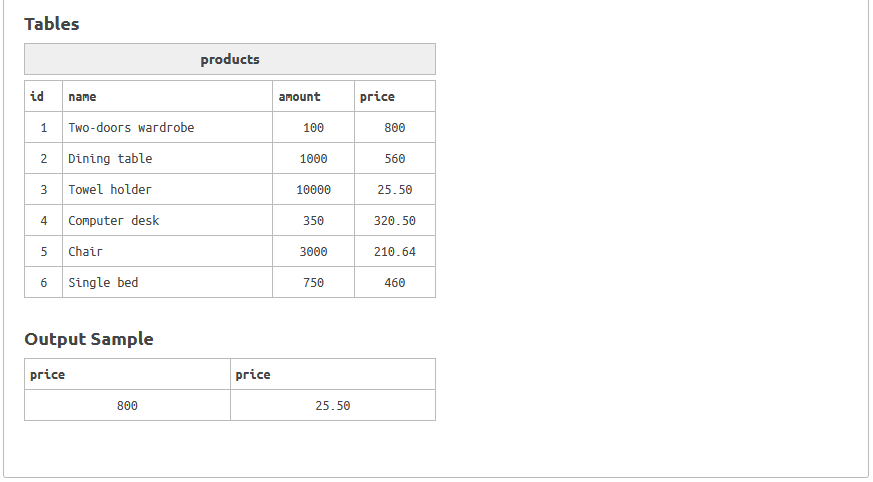 Tables
products
id name amount price
1 Two-doors wardrobe 100 800
2 Dining table 1000 560
3 Towel holder 10000 25.50
4 Computer desk 350 320.50
5 Chair 3000 210.64
6 Single bed 750 460
Output Sample
price price
800 25.50